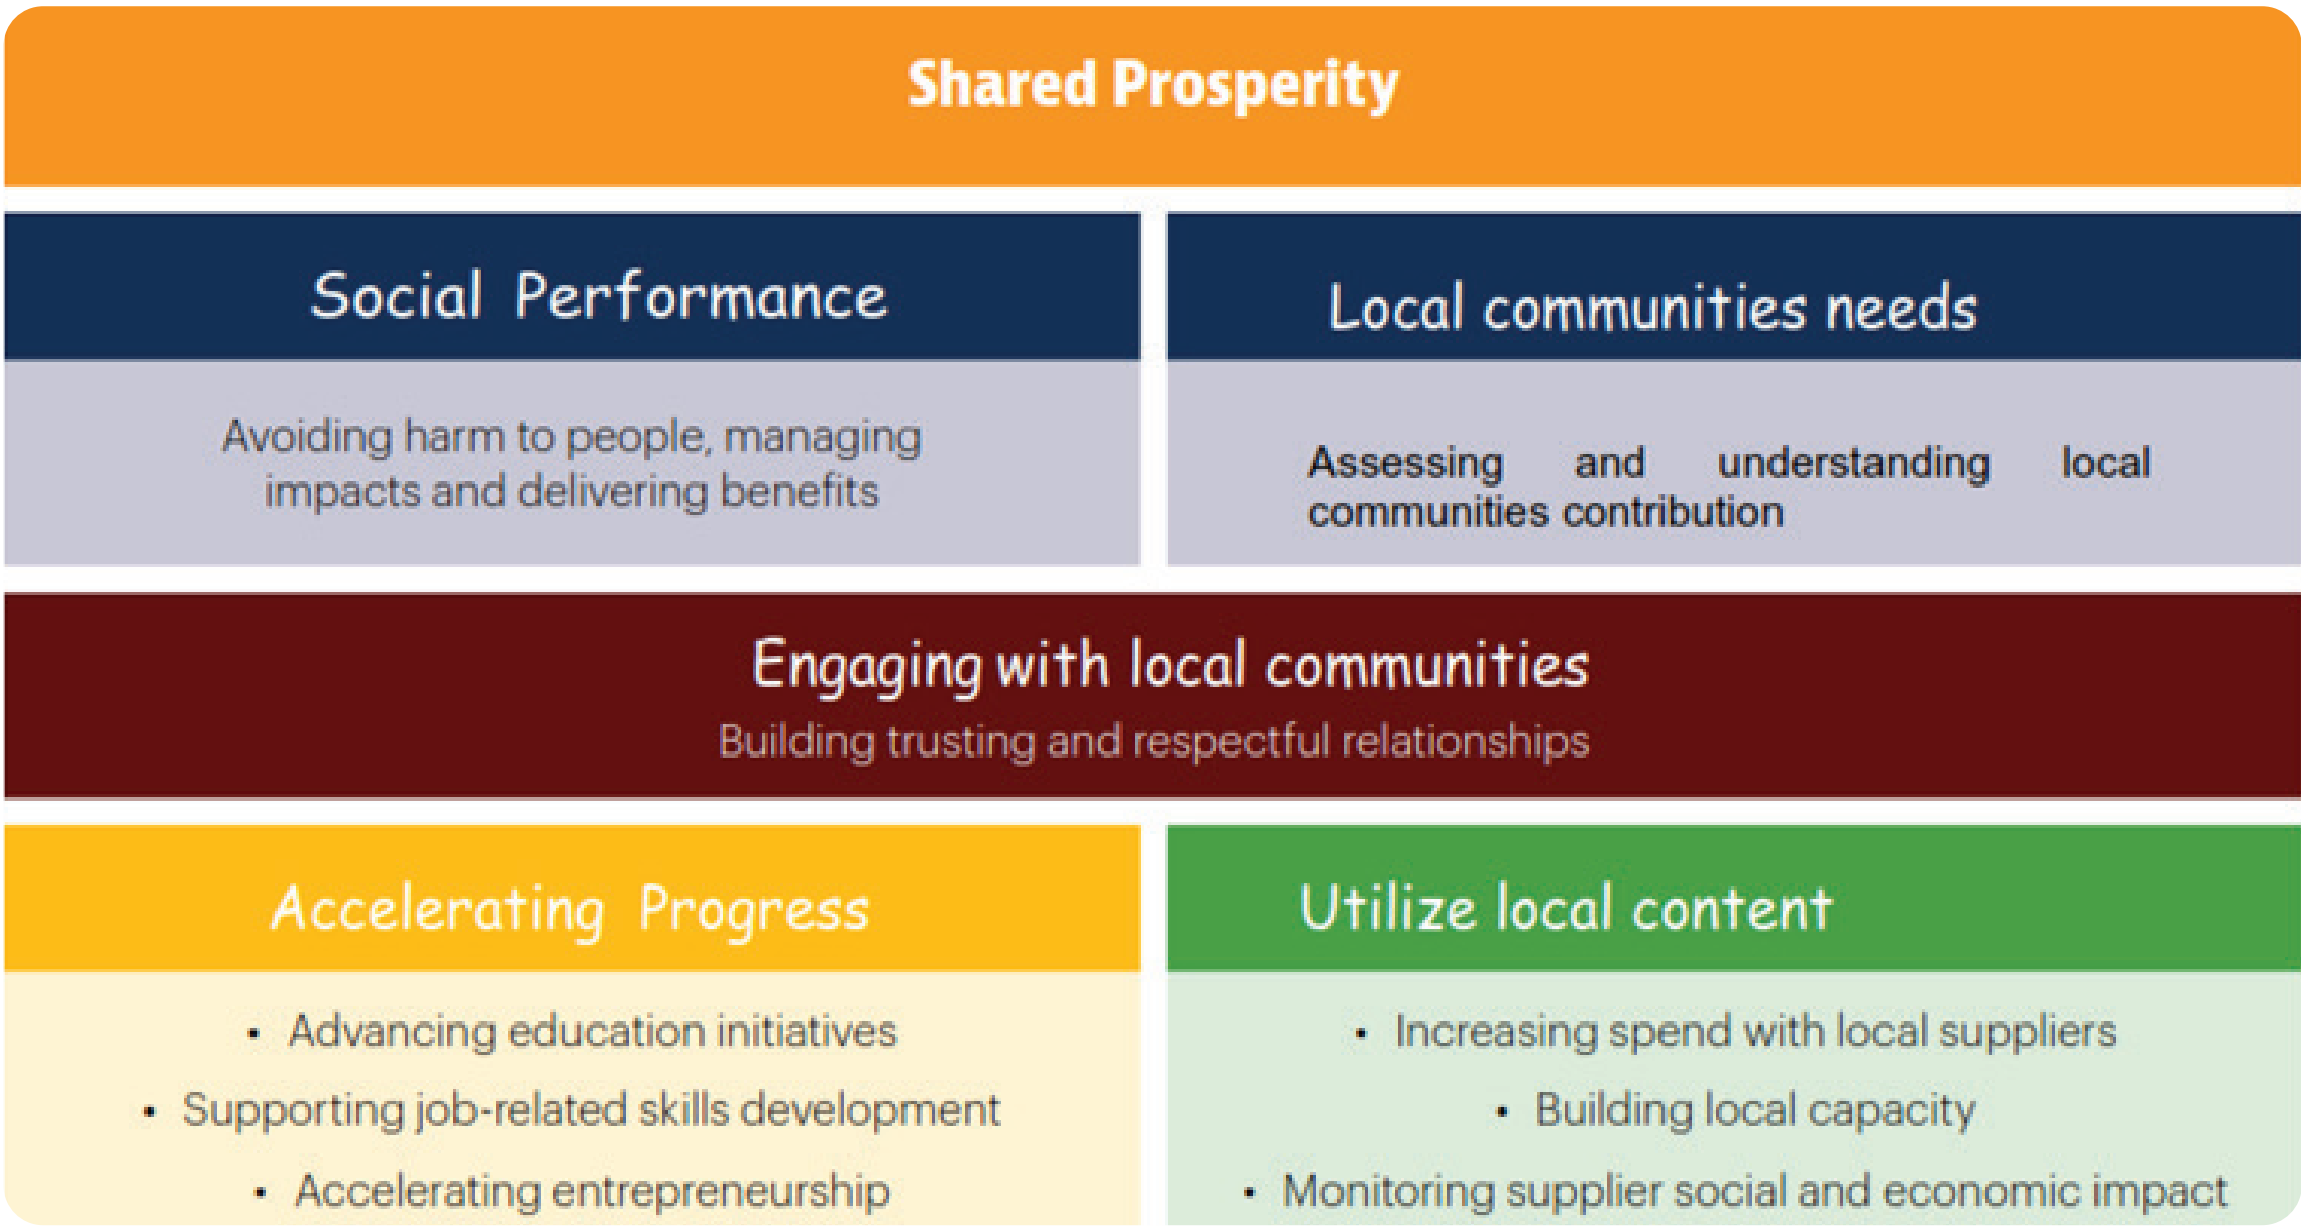 Shared Prosperity
Social Performance
Avoiding harm to people, managing
impacts and delivering benefits
Local communities needs
Assessing and understanding local
communities contribution
Engaging with local communities
Building trusting and respectful relationships
Accelerating Progress
• Advancing education initiatives
• Supporting job-related skills development
• Accelerating entrepreneurship
Utilize local content
• Increasing spend with local suppliers
• Building local capacity
• Monitoring supplier social and economic impact